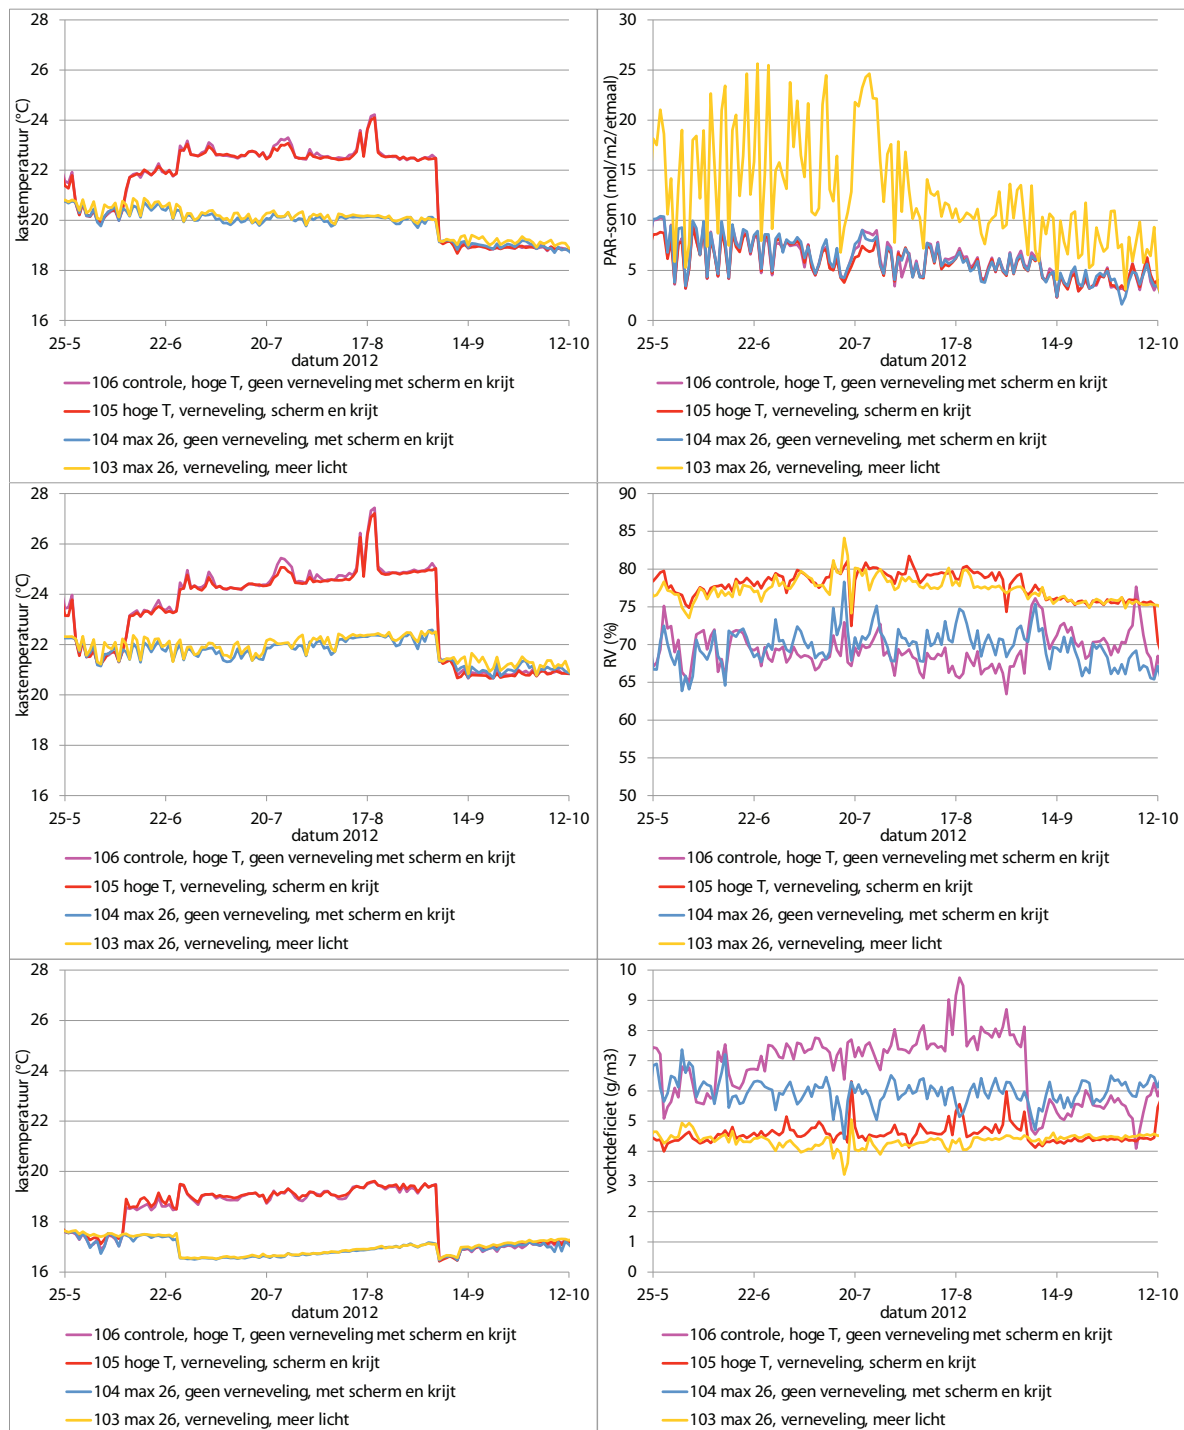 28
26
24
22
20
18
16
kastemperatuur (°C)
25-5 22-6 20-7 17-8 14-9 12-10
datum 2012
106 controle, hoge T, geen verneveling met scherm en krijt
105 hoge T, verneveling, scherm en krijt
104 max 26, geen verneveling, met scherm en krijt
103 max 26, verneveling, meer licht
30
25
20
15
10
5
0
PAR-som (mol/m2/etmaal)
25-5 22-6 20-7 17-8 14-9 12-10
datum 2012
106 controle, hoge T, geen verneveling met scherm en krijt
105 hoge T, verneveling, scherm en krijt
104 max 26, geen verneveling, met scherm en krijt
103 max 26, verneveling, meer licht
28
26
24
22
20
18
16
kastemperatuur (°C)
25-5 22-6 20-7 17-8 14-9 12-10
datum 2012
106 controle, hoge T, geen verneveling met scherm en krijt
105 hoge T, verneveling, scherm en krijt
104 max 26, geen verneveling, met scherm en krijt
103 max 26, verneveling, meer licht
90
85
80
75
70
65
60
55
50
RV (%)
25-5 22-6 20-7 17-8 14-9 12-10
datum 2012
106 controle, hoge T, geen verneveling met scherm en krijt
105 hoge T, verneveling, scherm en krijt
104 max 26, geen verneveling, met scherm en krijt
103 max 26, verneveling, meer licht
28
26
24
22
20
18
16
kastemperatuur (°C)
25-5 22-6 20-7 17-8 14-9 12-10
datum 2012
106 controle, hoge T, geen verneveling met scherm en krijt
105 hoge T, verneveling, scherm en krijt
104 max 26, geen verneveling, met scherm en krijt
103 max 26, verneveling, meer licht
10
9
8
7
6
5
4
3
2
1
0
vochtdeficiet (g/m3)
25-5 22-6 20-7 17-8 14-9 12-10
datum 2012
106 controle, hoge T, geen verneveling met scherm en krijt
105 hoge T, verneveling, scherm en krijt
104 max 26, geen verneveling, met scherm en krijt
103 max 26, verneveling, meer licht